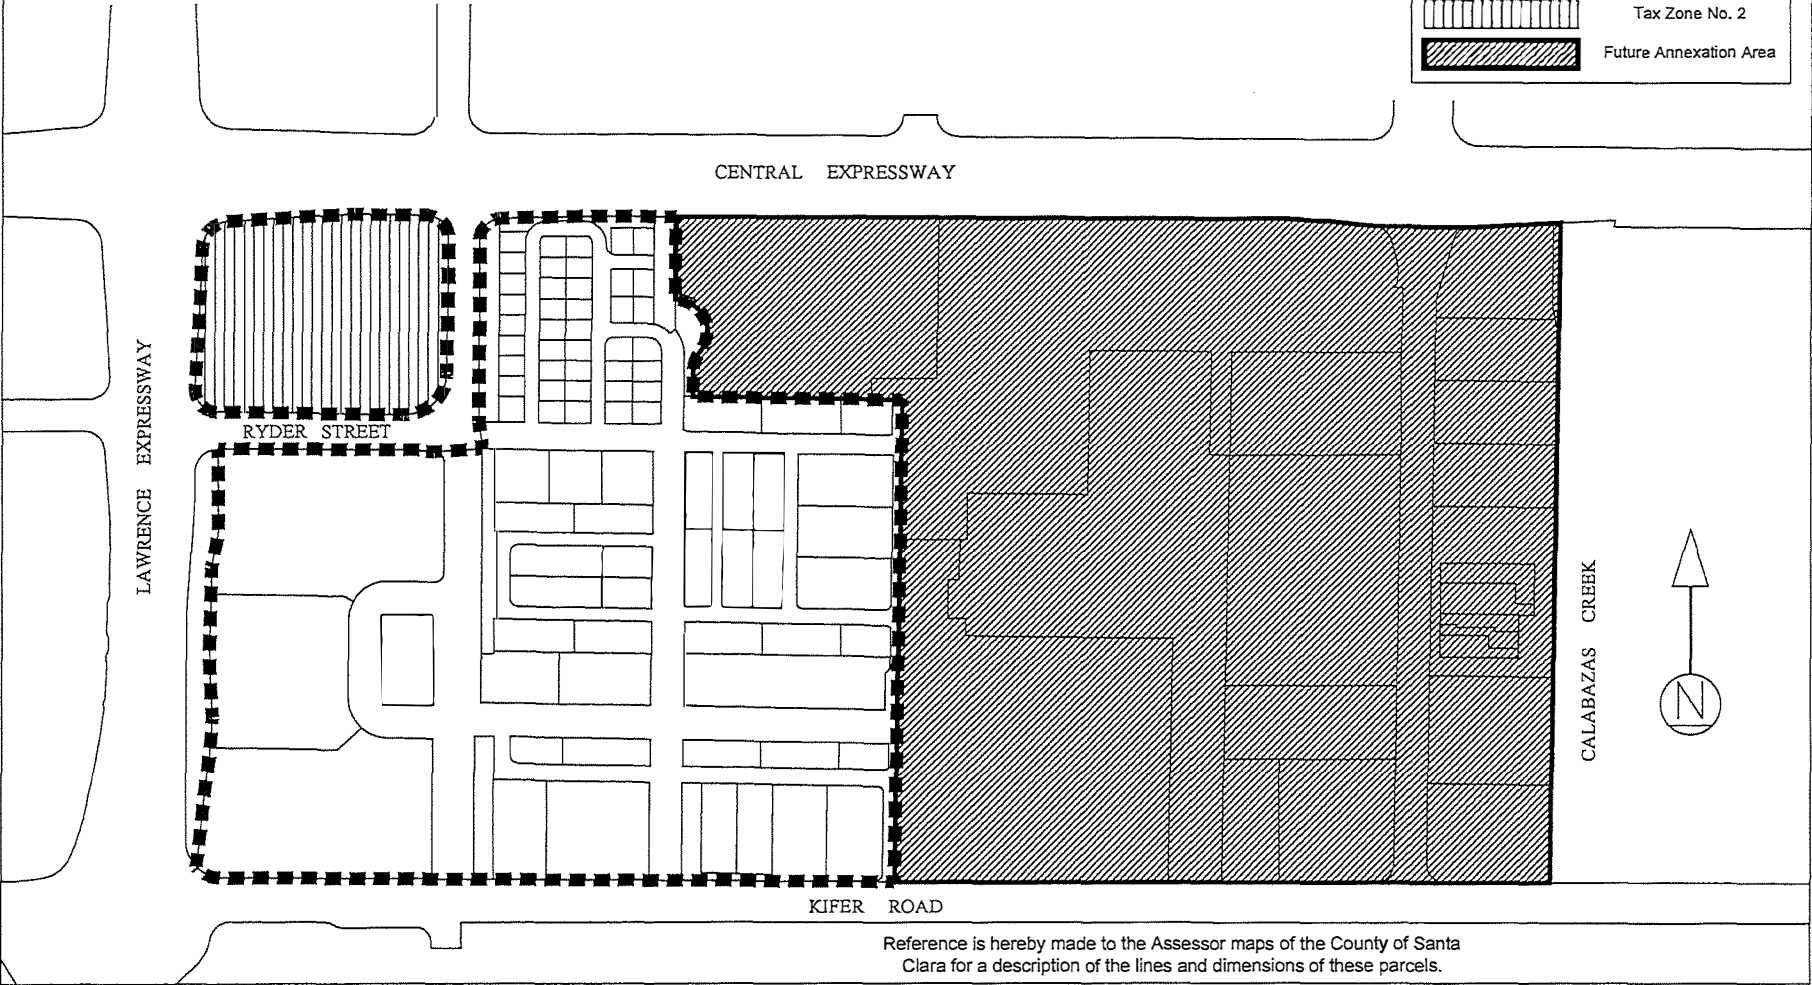 Tax Zone No. 2
Future Annexation Area
CENTRAL EXPRESSWAY
LAWRENCE EXPRESSWAY
RYDER STREET
CALABAZAS CREEK
N
KIFER ROAD
Reference is hereby made to the Assessor maps of the County of Santa
Clara for a description of the lines and dimensions of these parcels.